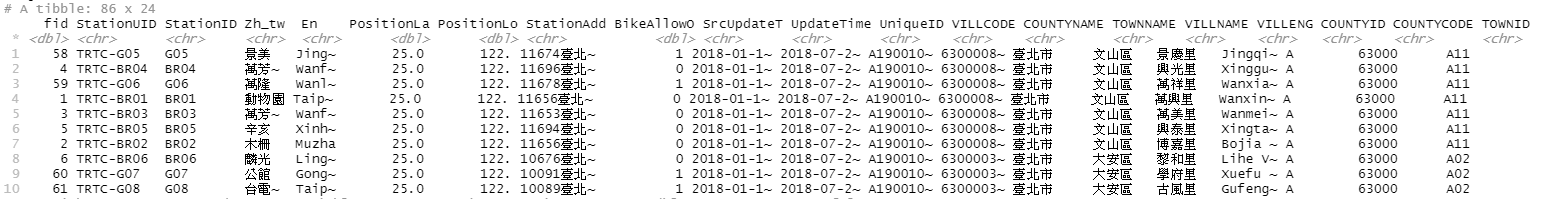 # A tibble: 86 x 24
fid StationUID StationID Zh_tw En PositionLa PositionLo StationAdd BikeAllowO SrcUpdateT UpdateTime UniqueID VILLCODE COUNTYNAME TOWNNAME VILLNAME VILLENG COUNTYID COUNTYCODE TOWNID
* <dbl> <chr> <chr> <chr> <chr> <dbl> <dbl> <chr> <dbl> <chr> <chr> <chr> <chr> <chr> <chr> <chr> <chr> <chr> <chr> <chr>
1 58 TRTC-G05 G05 景美 Jing~ 25.0 122. 11674臺北~ 1 2018-01-1~ 2018-07-2~ A190010~ 6300008~ 臺北市 文山區 景慶里 Jingqi~ A 63000 A11
2 4 TRTC-BR04 BR04 萬芳~ Wanf~ 25.0 122. 11696臺北~ 0 2018-01-1~ 2018-07-2~ A190010~ 6300008~ 臺北市 文山區 興光里 Xinggu~ A 63000 A11
3 59 TRTC-G06 G06 萬隆 Wanl~ 25.0 122. 11678臺北~ 1 2018-01-1~ 2018-07-2~ A190010~ 6300008~ 臺北市 文山區 萬祥里 Wanxia~ A 63000 A11
4 1 TRTC-BR01 BR01 動物園 Taip~ 25.0 122. 11656臺北~ 0 2018-01-1~ 2018-07-2~ A190010~ 6300008~ 臺北市 文山區 萬興里 Wanxin~ A 63000 A11
5 3 TRTC-BR03 BR03 萬芳~ Wanf~ 25.0 122. 11653臺北~ 0 2018-01-1~ 2018-07-2~ A190010~ 6300008~ 臺北市 文山區 萬美里 Wanmei~ A 63000 A11
6 5 TRTC-BR05 BR05 辛亥 Xinh~ 25.0 122. 11694臺北~ 0 2018-01-1~ 2018-07-2~ A190010~ 6300008~ 臺北市 文山區 興泰里 Xingta~ A 63000 A11
7 2 TRTC-BR02 BR02 木柵 Muzha 25.0 122. 11656臺北~ 0 2018-01-1~ 2018-07-2~ A190010~ 6300008~ 臺北市 文山區 博嘉里 Bojia ~ A 63000 A11
8 6 TRTC-BR06 BR06 麟光 Ling~ 25.0 122. 10676臺北~ 0 2018-01-1~ 2018-07-2~ A190010~ 6300003~ 臺北市 大安區 黎和里 Lihe V~ A 63000 A02
9 60 TRTC-G07 G07 公館 Gong~ 25.0 122. 10091臺北~ 1 2018-01-1~ 2018-07-2~ A190010~ 6300003~ 臺北市 大安區 學府里 Xuefu ~ A 63000 A02
10 61 TRTC-G08 G08 台電~ Taip~ 25.0 122. 10089臺北~ 1 2018-01-1~ 2018-07-2~ A190010~ 6300003~ 臺北市 大安區 古風里 Gufeng~ A 63000 A02